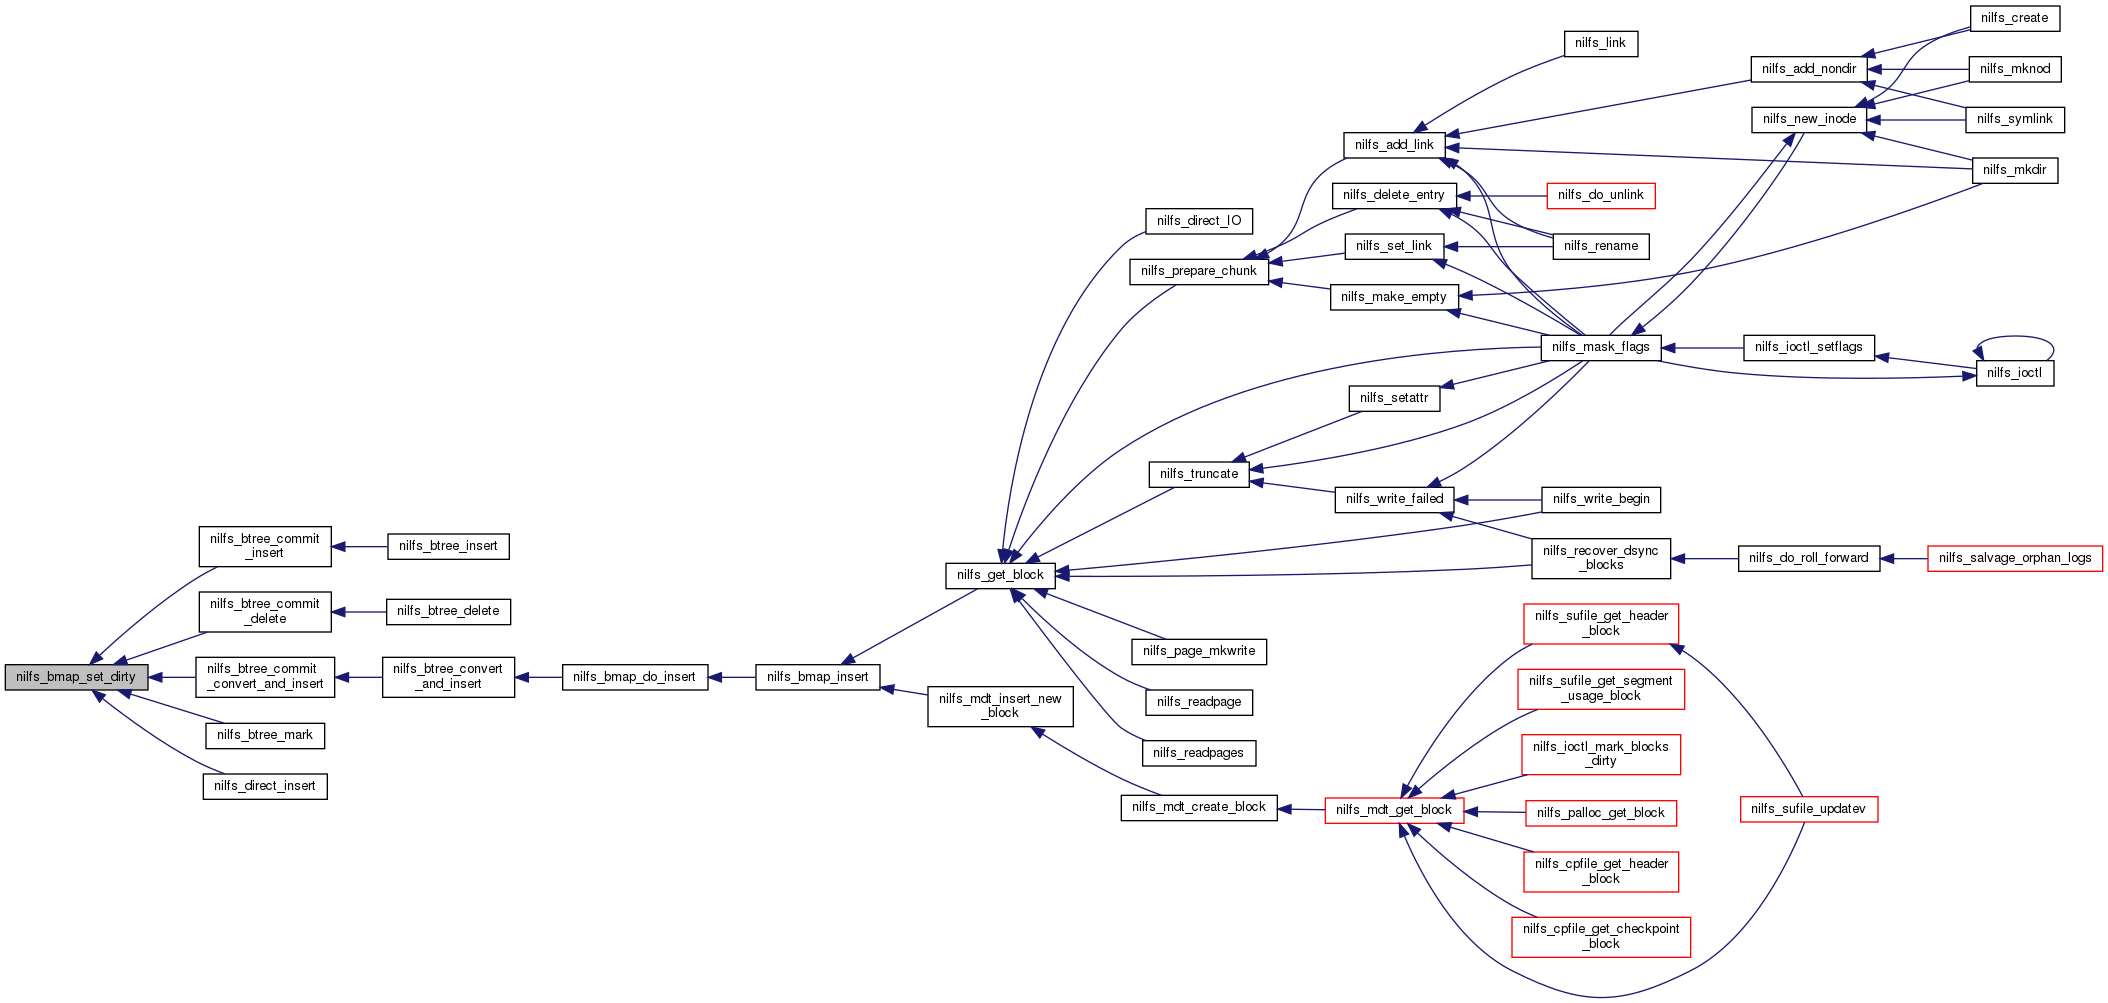 nilfs_create
nilfs_link
nilfs_add_nondir
nilfs_mknod
nilfs_new_inode
nilfs_symlink
nilfs_add_link
nilfs_mkdir
nilfs_delete_entry
nilfs_do_unlink
nilfs_direct_IO
nilfs_set_link
nilfs_rename
nilfs_prepare_chunk
nilfs_make_empty
nilfs_mask_flags
nilfs_ioctl_setflags
nilfs_ioctl
nilfs_setattr
nilfs_truncate
nilfs_write_failed
nilfs_write_begin
nilfs_btree_commit
_insert
nilfs_btree_insert
nilfs_recover_dsync
_blocks
nilfs_do_roll_forward
nilfs_salvage_orphan_logs
nilfs_get_block
nilfs_btree_commit
_delete
nilfs_btree_delete
nilfs_sufile_get_header
_block
nilfs_page_mkwrite
nilfs_bmap_set_dirty
nilfs_btree_commit
_convert_and_insert
nilfs_btree_convert
_and_insert
nilfs_bmap_do_insert
nilfs_bmap_insert
nilfs_sufile_get_segment
_usage_block
nilfs_mdt_insert_new
_block
nilfs_readpage
nilfs_btree_mark
nilfs_readpages
nilfs_ioctl_mark_blocks
_dirty
nilfs_direct_insert
nilfs_mdt_create_block
nilfs_mdt_get_block
nilfs_palloc_get_block
nilfs_sufile_updatev
nilfs_cpfile_get_header
_block
nilfs_cpfile_get_checkpoint
_block